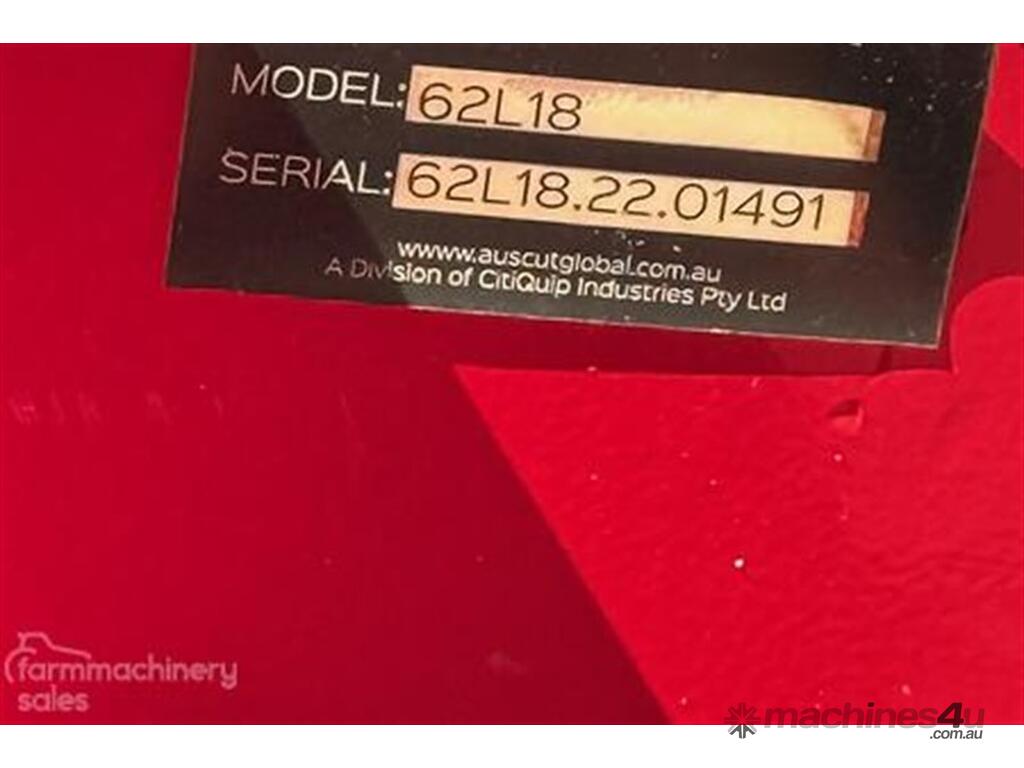 MODEL: 62L18
SERIAL: 62L18.22.01491
www.auscutglobal.com.au
A Division of CitiQuip Industries Pty Ltd
farmmachinery
sales
machines4u
.com.au